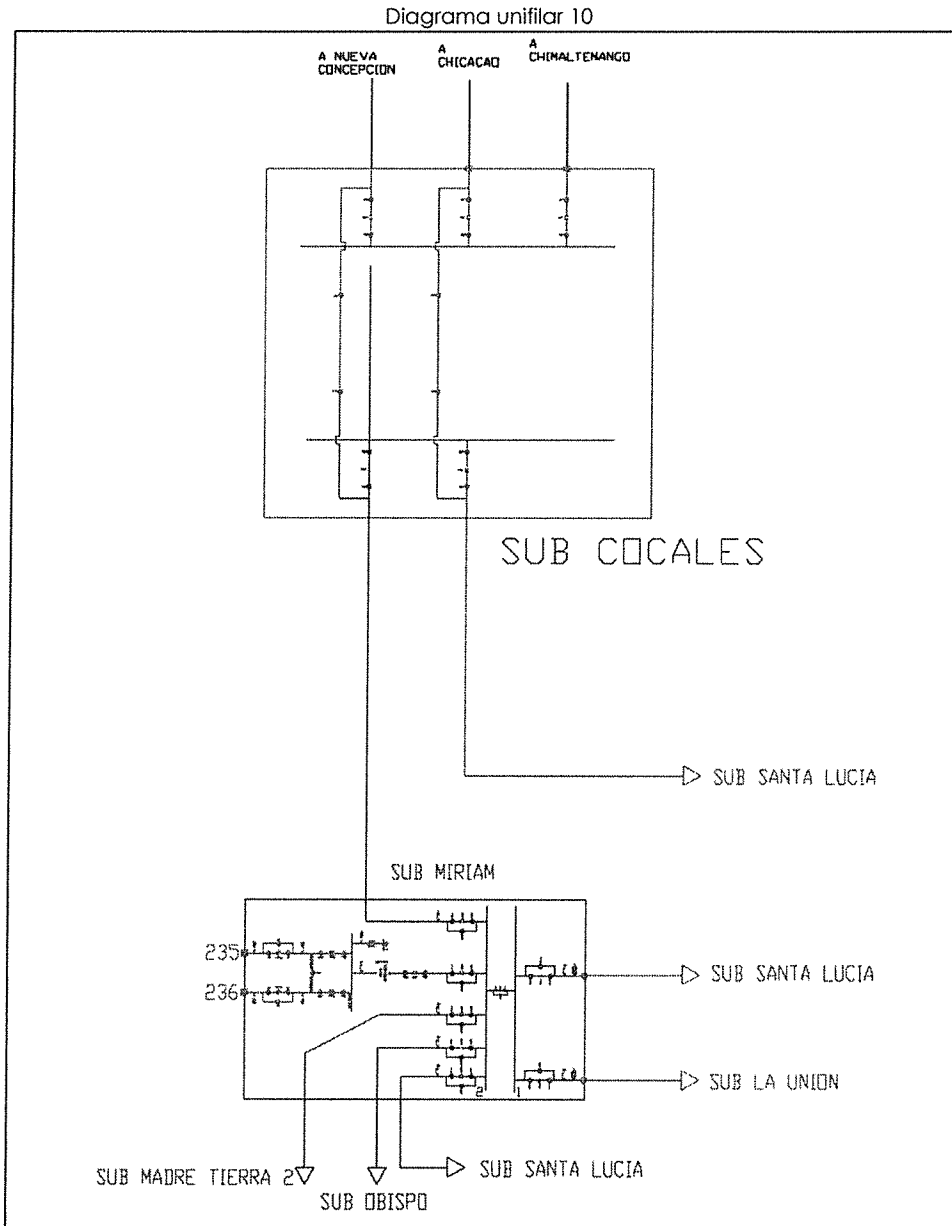 Diagrama unifilar 10
A NUEVA
CONCEPCION
A
CHICACAO
A
CHIMALTENANGO
SUB COCALES
SUB SANTA LUCIA
SUB MIRIAM
235
236
SUB SANTA LUCIA
2
1
SUB LA UNION
SUB MADRE TIERRA 2
SUB OBISPO
SUB SANTA LUCIA